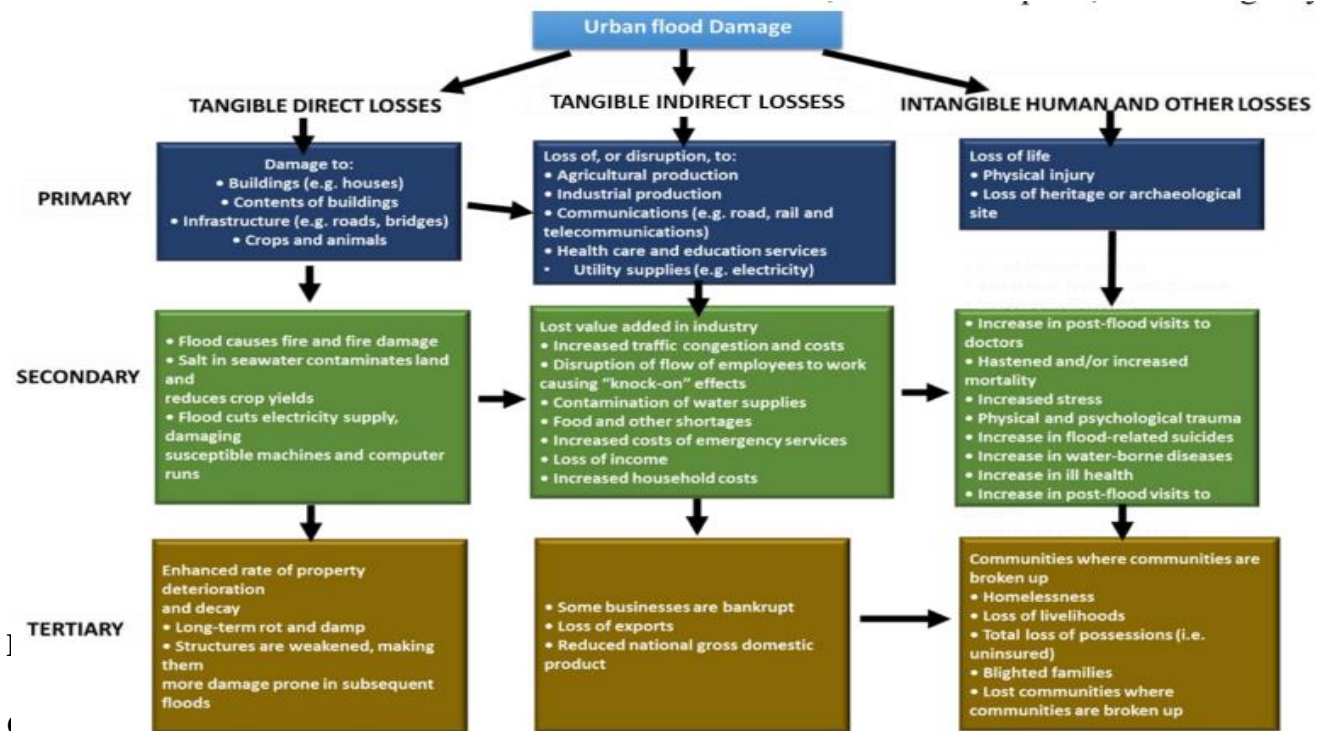 Urban flood Damage
TANGIBLE DIRECT LOSSES
TANGIBLE INDIRECT LOSSESS
INTANGIBLE HUMAN AND OTHER LOSSES
PRIMARY
Damage to:
• Buildings (e.g. houses)
• Contents of buildings
• Infrastructure (e.g. roads, bridges)
• Crops and animals
Loss of, or disruption, to:
• Agricultural production
• Industrial production
• Communications (e.g. road, rail and
telecommunications)
• Health care and education services
• Utility supplies (e.g. electricity)
Loss of life
• Physical injury
• Loss of heritage or archaeological
site
SECONDARY
• Flood causes fire and fire damage
• Salt in seawater contaminates land
and
reduces crop yields
• Flood cuts electricity supply,
damaging
susceptible machines and computer
runs
Lost value added in industry
• Increased traffic congestion and costs
• Disruption of flow of employees to work
causing "knock-on" effects
• Contamination of water supplies
• Food and other shortages
• Increased costs of emergency services
• Loss of income
• Increased household costs
• Increase in post-flood visits to
doctors
• Hastened and/or increased
mortality
• Increased stress
• Physical and psychological trauma
• Increase in flood-related suicides
• Increase in water-borne diseases
• Increase in ill health
• Increase in post-flood visits to
TERTIARY
Enhanced rate of property
deterioration
and decay
• Long-term rot and damp
• Structures are weakened, making
them
more damage prone in subsequent
floods
• Some businesses are bankrupt
• Loss of exports
• Reduced national gross domestic
product
Communities where communities are
broken up
• Homelessness
• Loss of livelihoods
• Total loss of possessions (i.e.
uninsured)
• Blighted families
• Lost communities where
communities are broken up